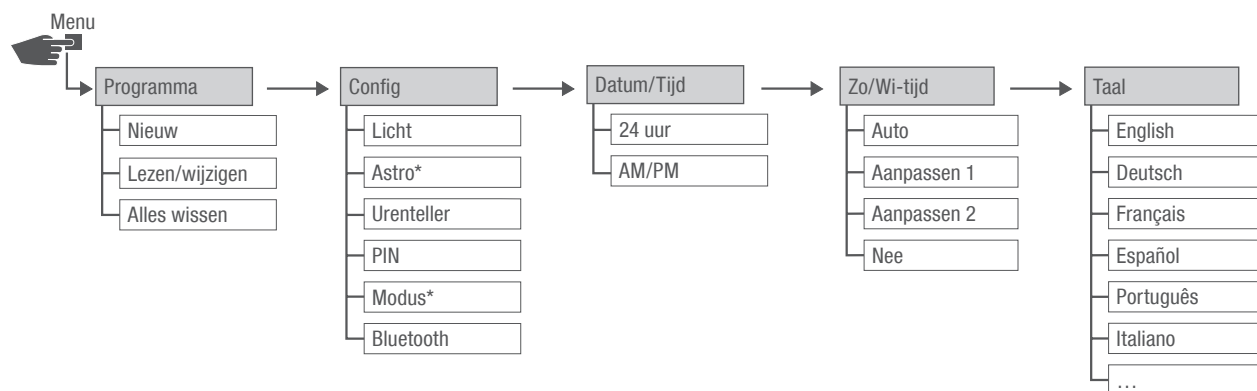 Menu
Programma
Nieuw
Lezen/wijzigen
Alles wissen
Config
Licht
Astro*
Urenteller
PIN
Modus*
Bluetooth
Datum/Tijd
24 uur
AM/PM
Zo/Wi-tijd
Auto
Aanpassen 1
Aanpassen 2
Nee
Taal
English
Deutsch
Français
Español
Português
Italiano
...